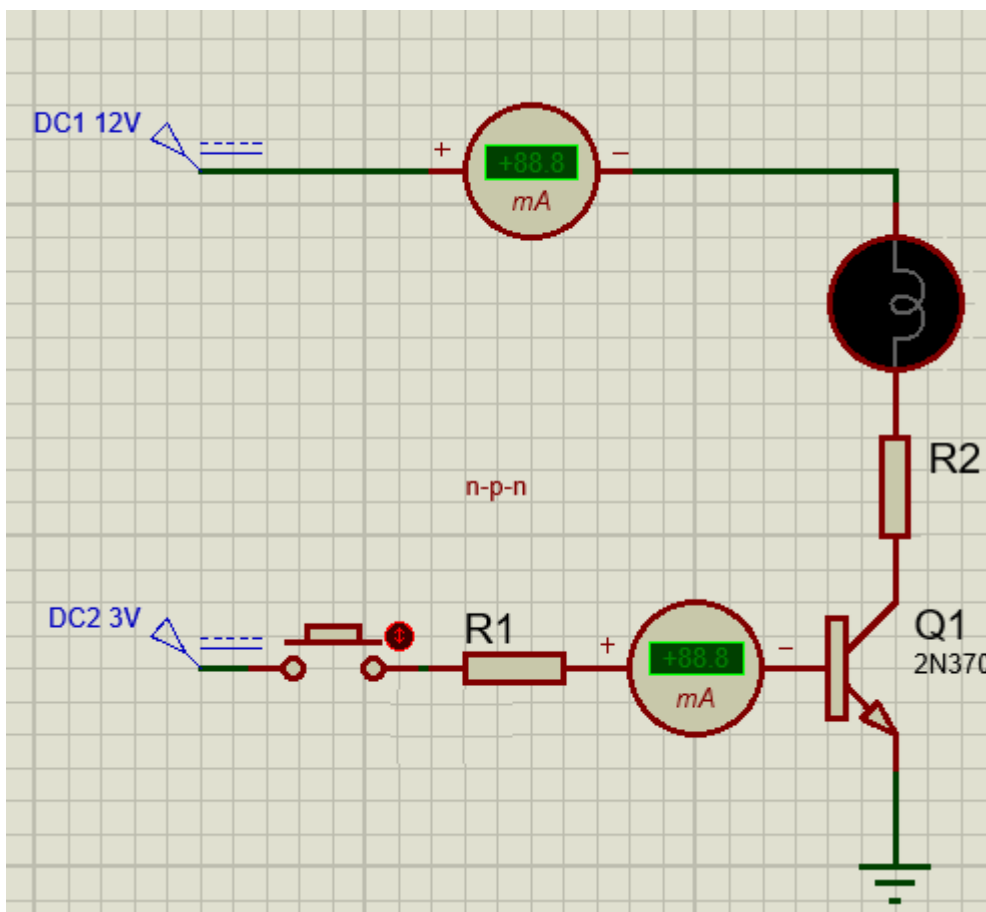 DC1 12V
+ +88.8 −
mA
R2
n-p-n
DC2 3V
R1
+ +88.8 −
mA
Q1
2N370